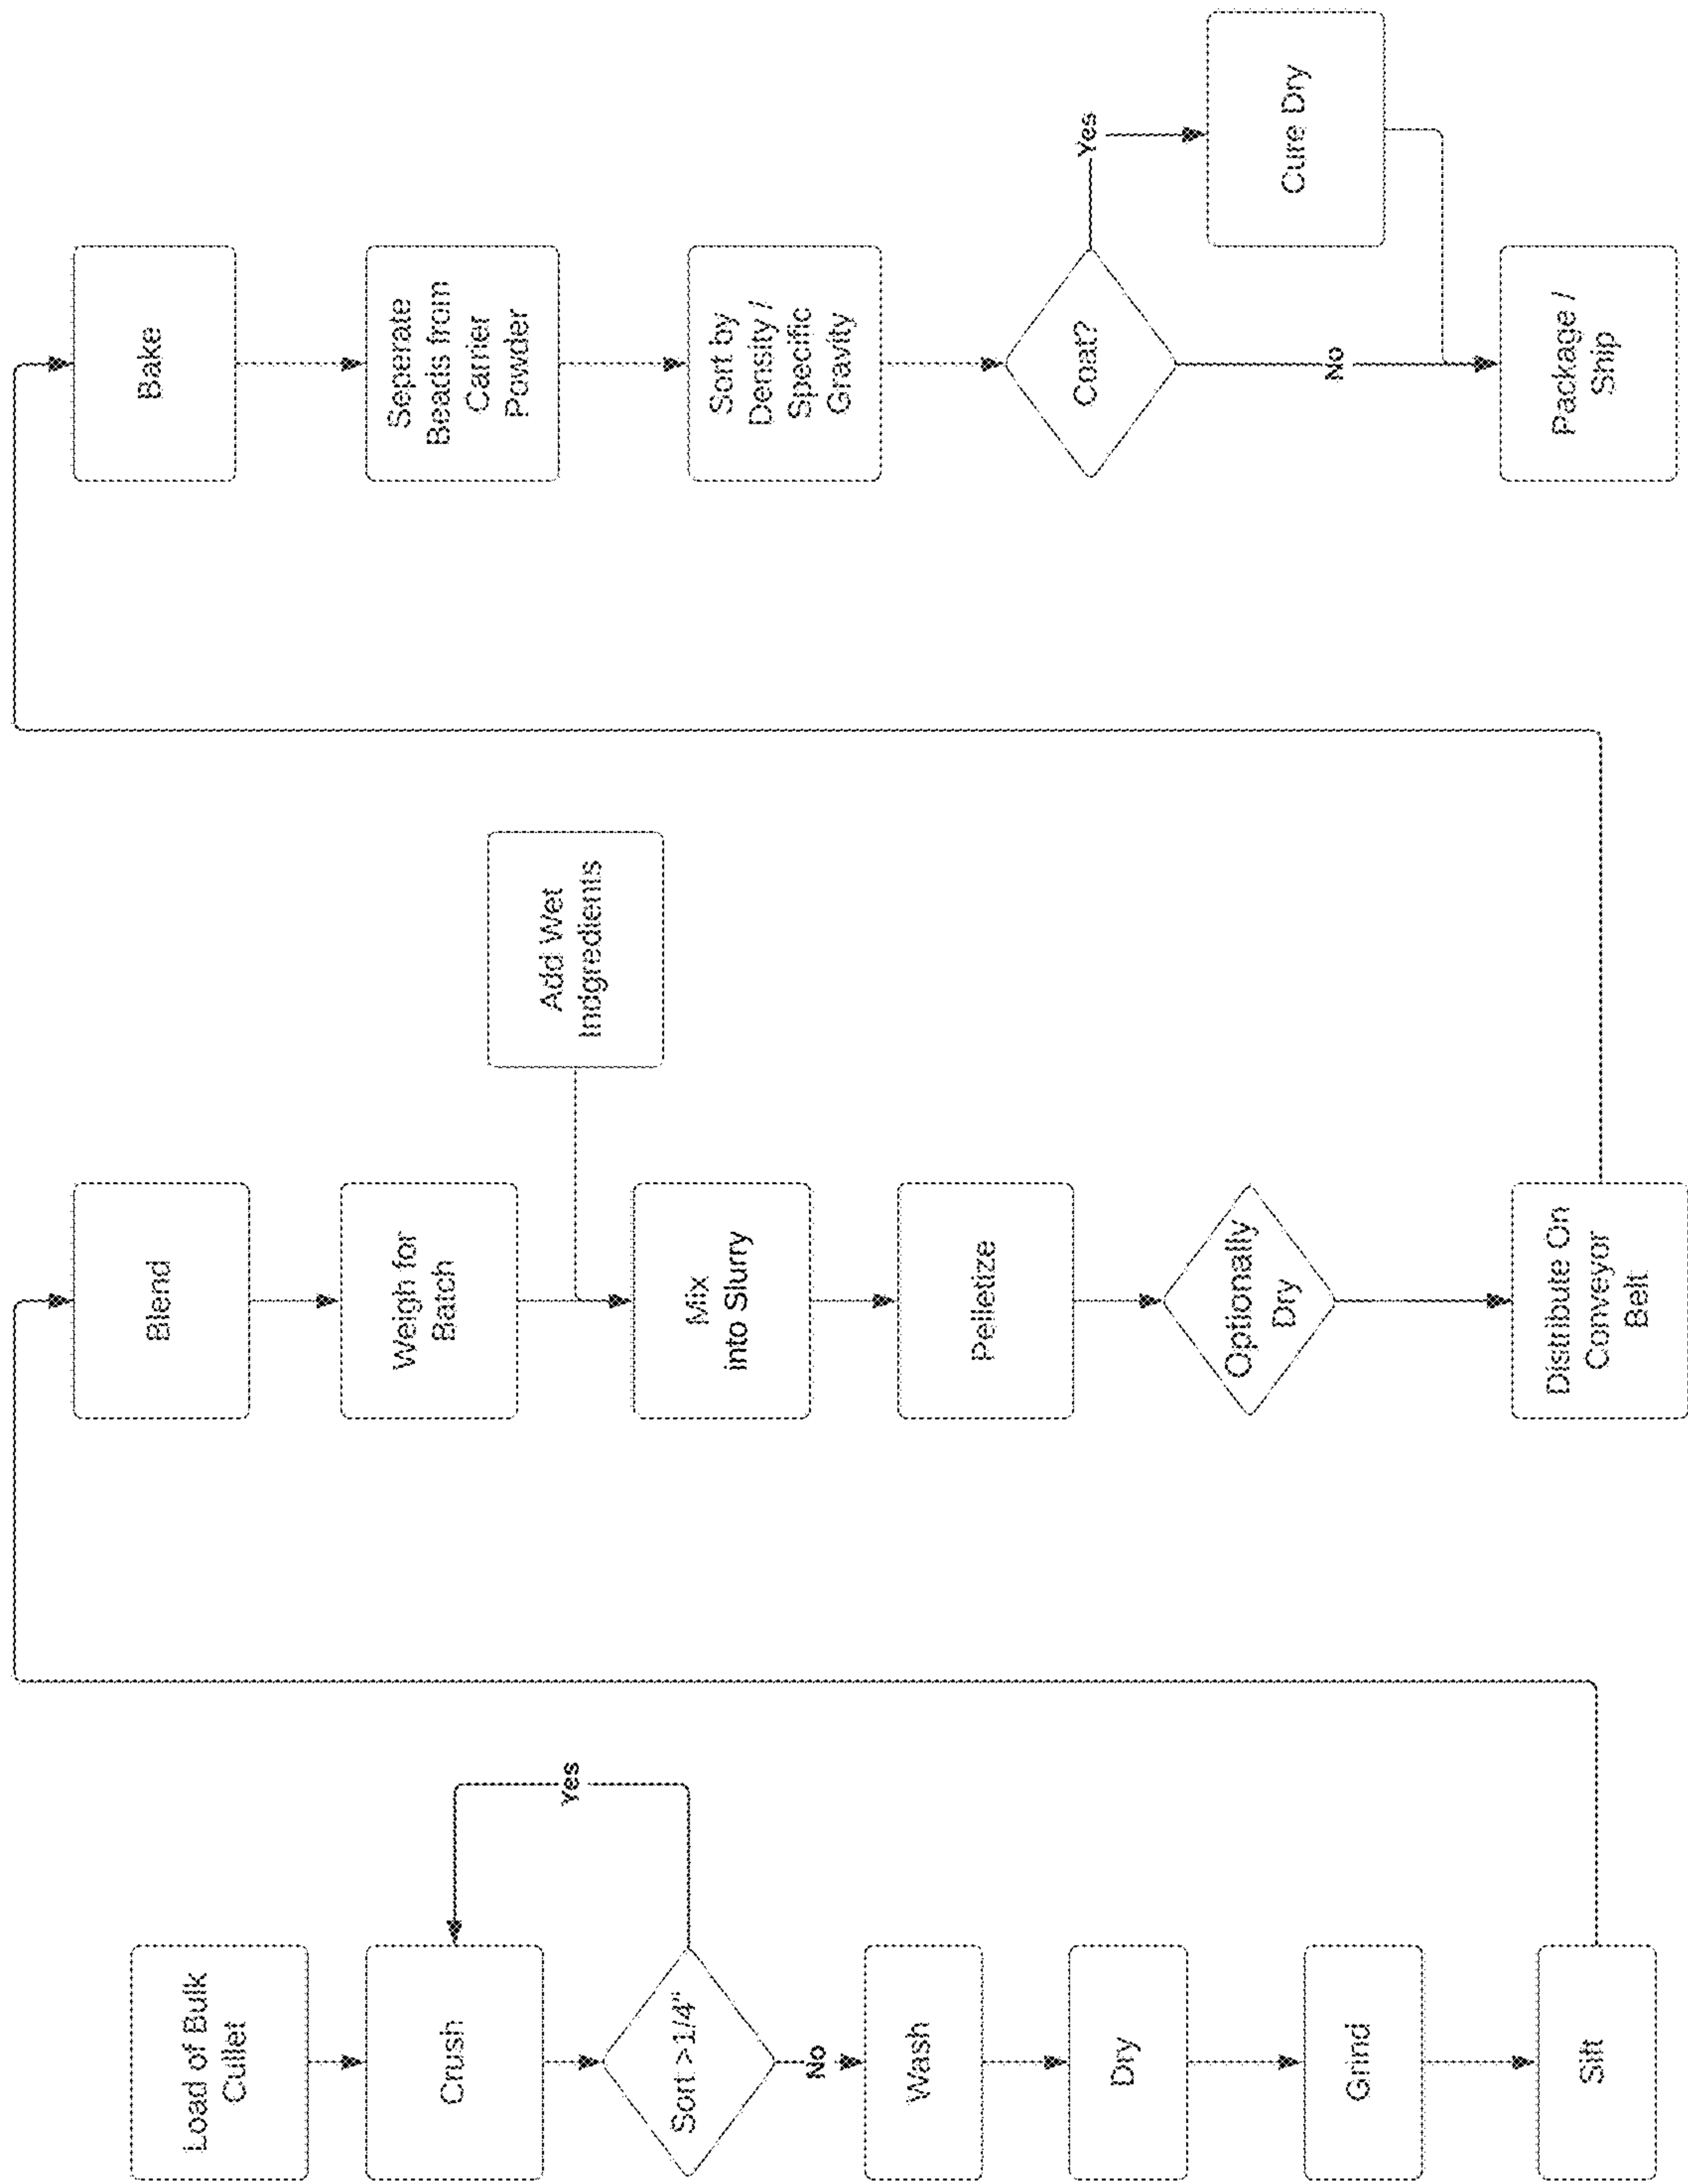 Load of Bulk
Cullet
Crush
Sort >1/4"
Yes
No
Wash
Dry
Grind
Sift
Blend
Weigh for
Batch
Add Wet
Indgredients
Mix
into Slurry
Pelletize
Optionally
Dry
Distribute On
Conveyor
Belt
Bake
Seperate
Beads from
Carrier
Powder
Sort by
Density /
Specific
Gravity
Coat?
Yes
No
Cure Dry
Package /
Ship